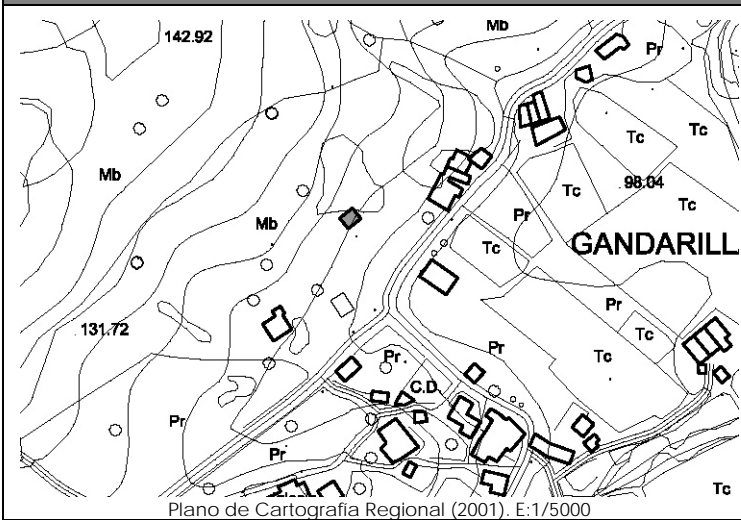 142.92
Mb
Pr
Tc
Tc
Mb
98.04
Tc
Tc
Mb
Pr
Tc
GANDARILL
131.72
Pr
Tc
Pr
Pr
Tc
C.D.
Pr
Pr
Tc
Plano de Cartografía Regional (2001). E:1/5000